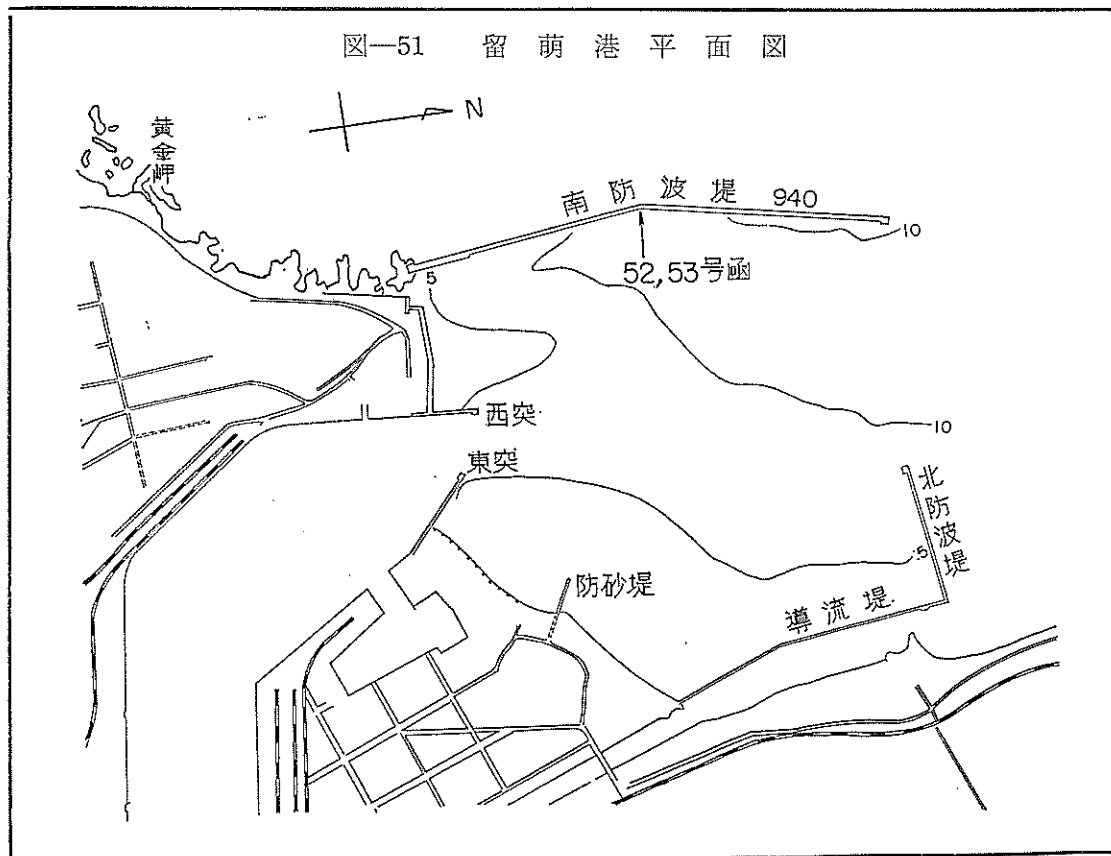 図—51 留萌港平面図
黄金岬
N
南防波堤 940
10
52,53号函
5
10
西突
東突
北防波堤
5
防砂堤
導流堤